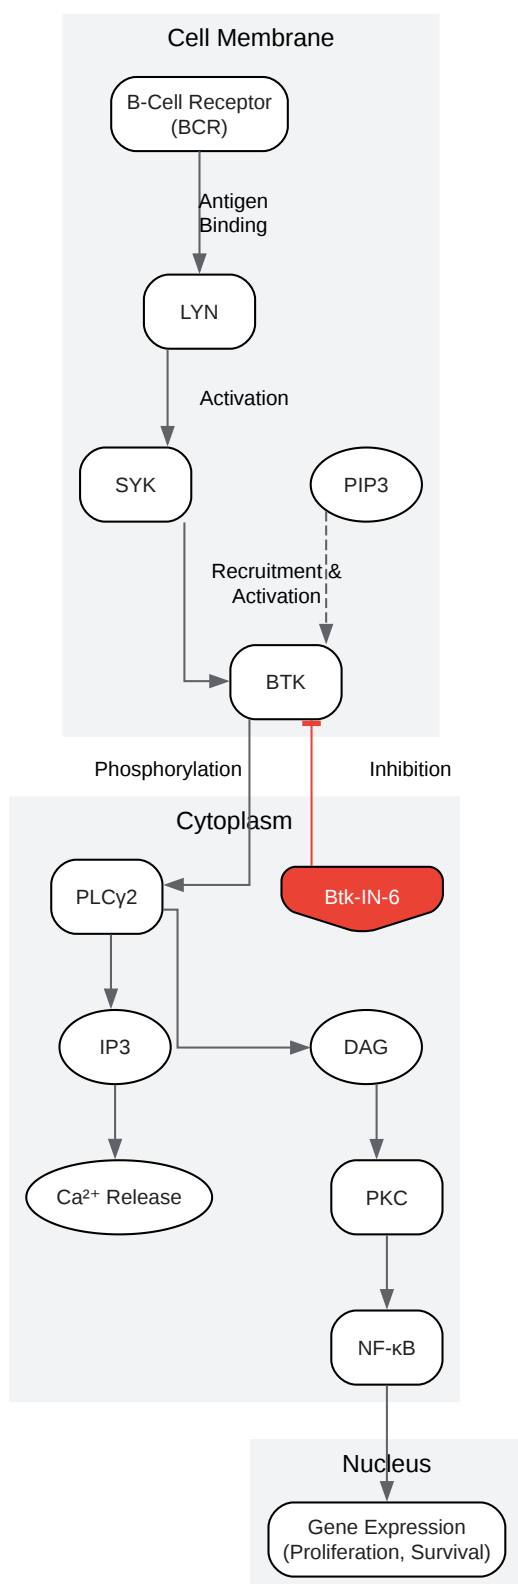 Cell Membrane
B-Cell Receptor
(BCR)
Antigen
Binding
LYN
Activation
SYK
PIP3
Recruitment &
Activation
BTK
Phosphorylation
Inhibition
Cytoplasm
PLCγ2
Btk-IN-6
IP3
DAG
Ca²⁺ Release
PKC
NF-κB
Nucleus
Gene Expression
(Proliferation, Survival)